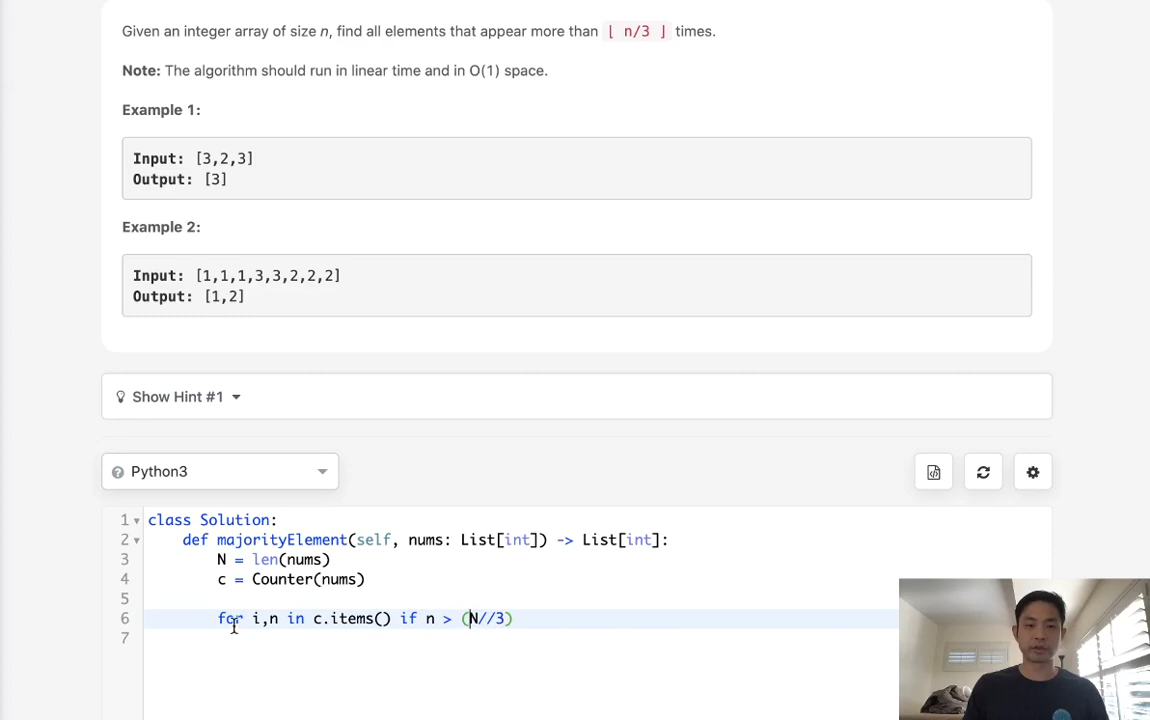 Given an integer array of size n, find all elements that appear more than ⌊ n/3 ⌋ times.
Note: The algorithm should run in linear time and in O(1) space.
Example 1:
Input: [3,2,3]
Output: [3]
Example 2:
Input: [1,1,1,3,3,2,2,2]
Output: [1,2]
Show Hint #1
Python3
1 class Solution:
2 def majorityElement(self, nums: List[int]) -> List[int]:
3 N = len(nums)
4 c = Counter(nums)
5
6 for i,n in c.items() if n > (N//3)
7